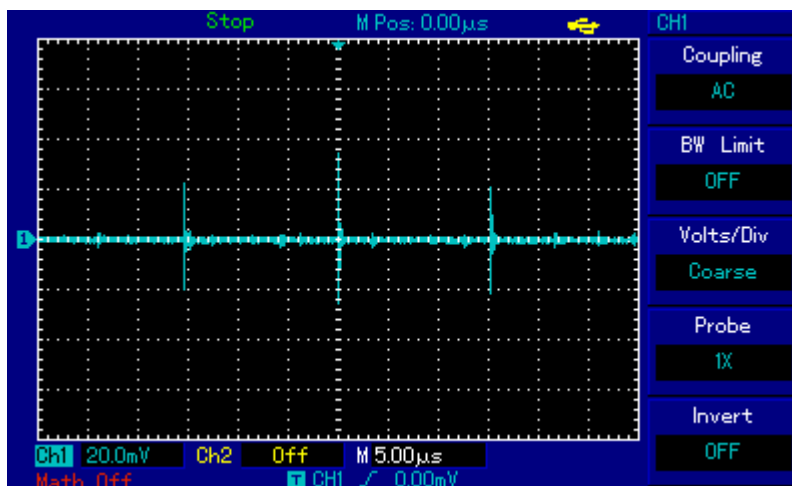 Stop M Pos: 0.00μs CH1
Coupling
AC
BW Limit
OFF
Volts/Div
Coarse
Probe
1X
Invert
OFF
1
Ch1 20.0mV Ch2 Off M 5.00μs
Math Off T CH1 / 0.00mV